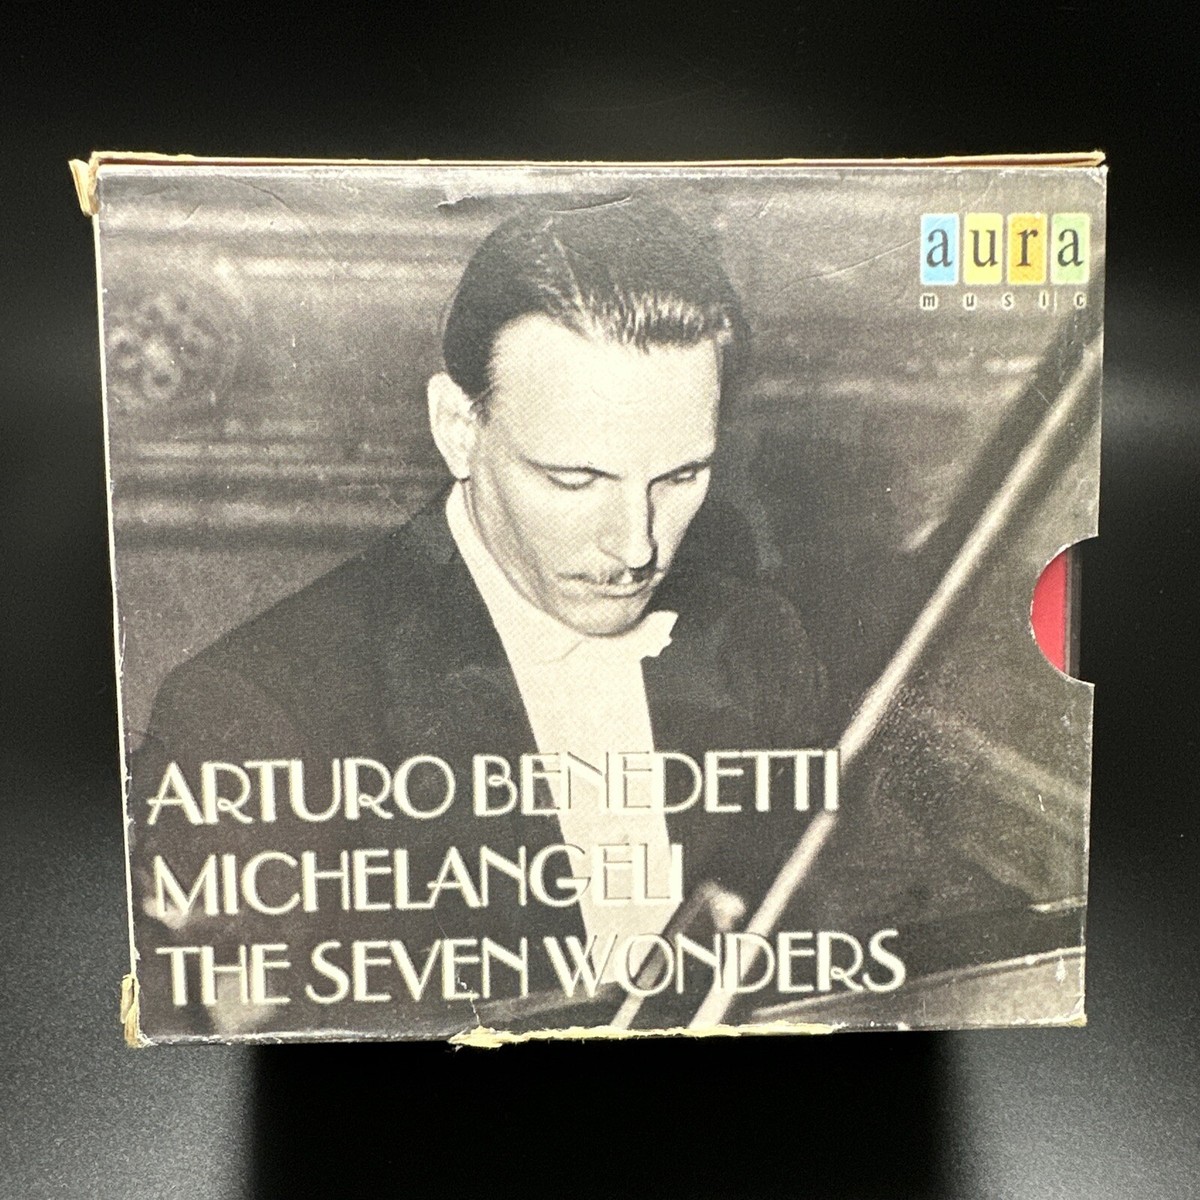 aura
music
ARTURO BENEDETTI
MICHELANGELI
THE SEVEN WONDERS